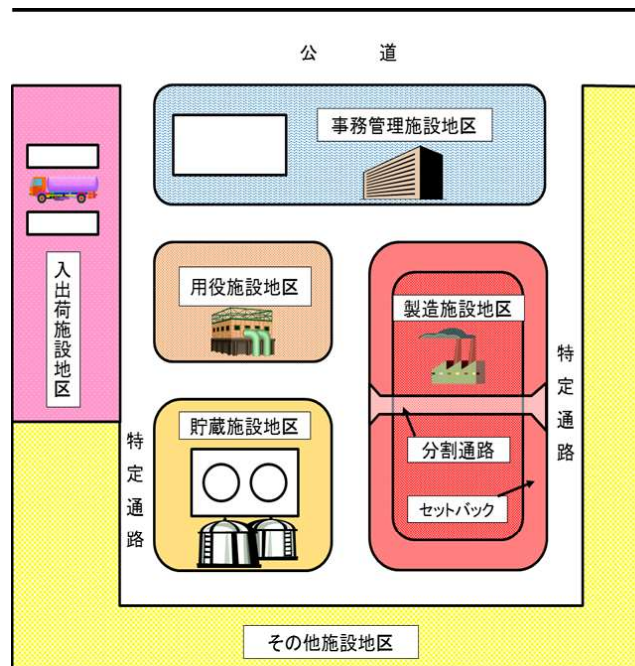 公　道
事務管理施設地区
入出荷施設地区
用役施設地区
製造施設地区
特定通路
分割通路
貯蔵施設地区
特定通路
セットバック
その他施設地区